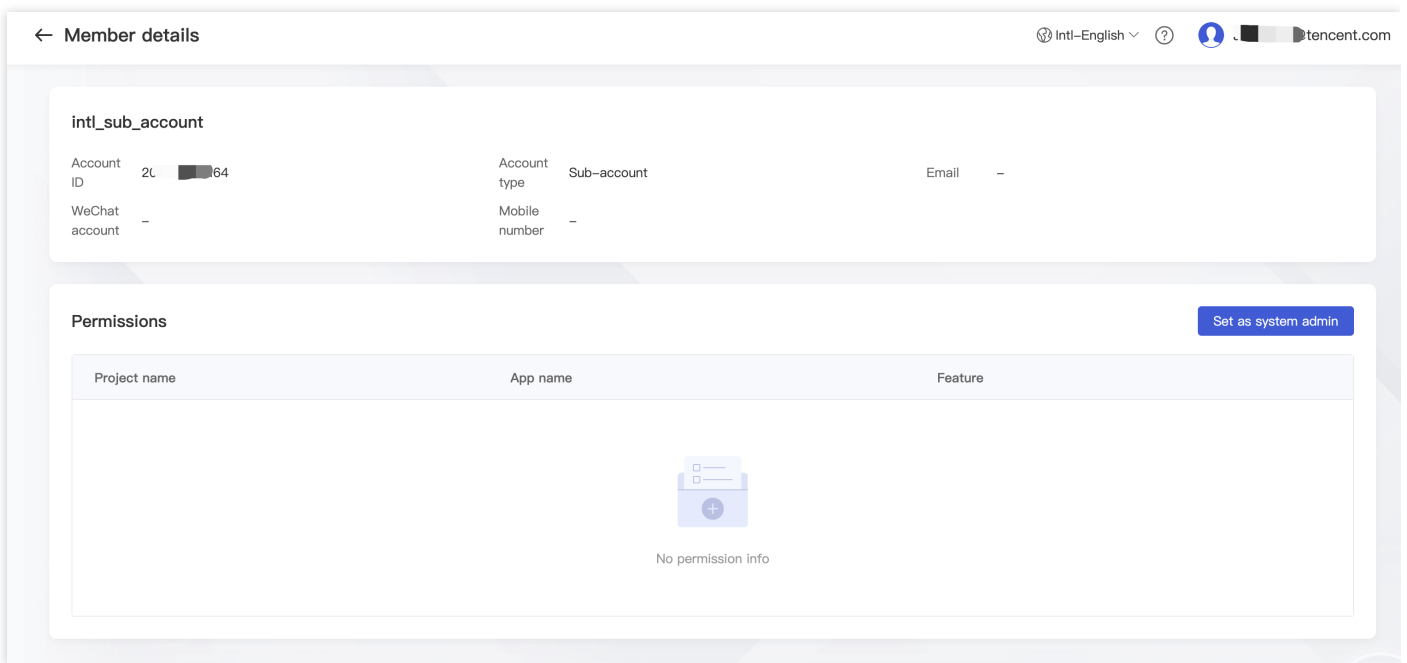 Member details
Intl-English
tencent.com
intl_sub_account
Account ID
64
Account type
Sub-account
Email
-
WeChat account
-
Mobile number
-
Permissions
Set as system admin
Project name
App name
Feature
No permission info